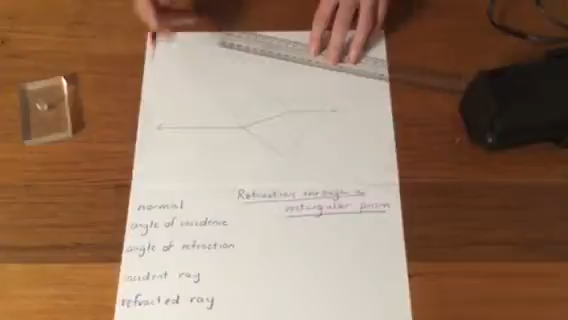 Refraction through a
rectangular prism
normal
angle of incidence
angle of refraction
incident ray
refracted ray